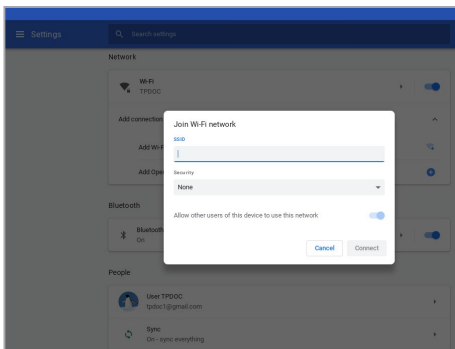 Settings
Search settings
Network
Wi-Fi
TPDOC
Add connection
Join Wi-Fi network
SSID
Add Wi-F
Security
None
Add Ope
Allow other users of this device to use this network
Bluetooth
Bluetooth
On
Cancel Connect
People
User TPDOC
tpdoc1@gmail.com
Sync
On - sync everything